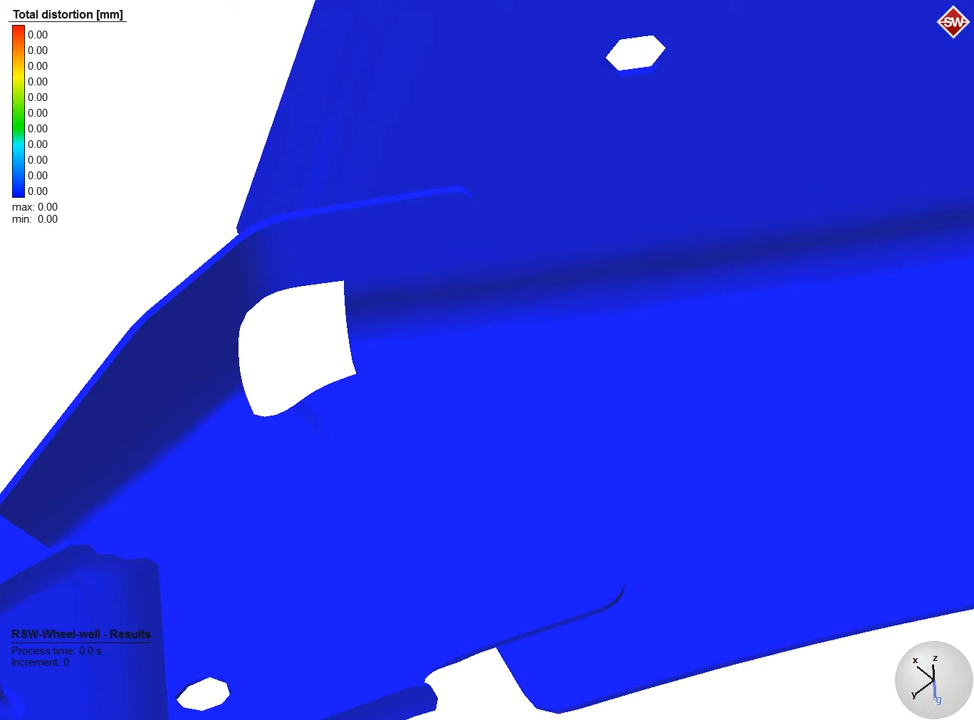 Total distortion [mm]
0.00
0.00
0.00
0.00
0.00
0.00
0.00
0.00
0.00
0.00
0.00
max: 0.00
min: 0.00
SW
RSW-Wheel-well - Results
Process time: 0.0 s
Increment: 0
x
z
y
g